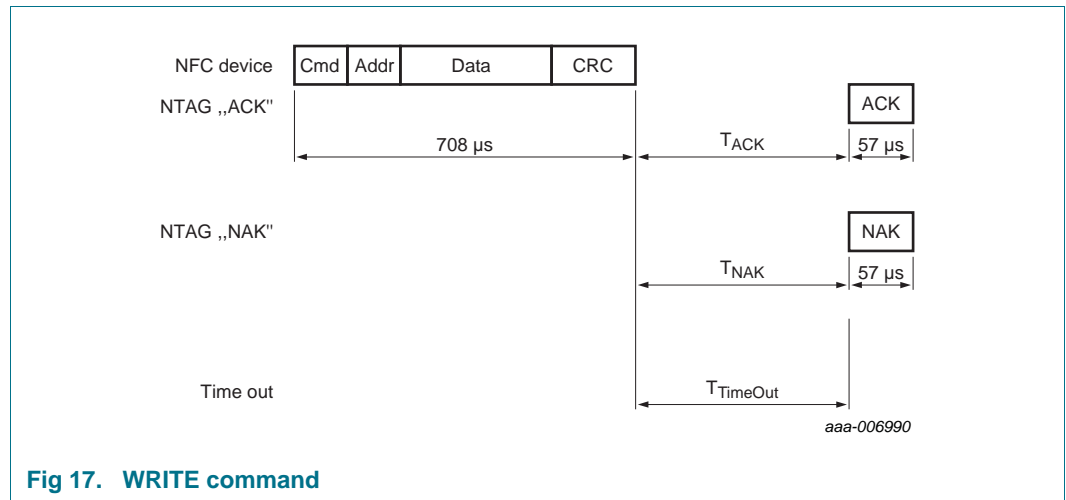 NFC device Cmd Addr Data CRC
NTAG ,,ACK" ACK
708 µs TACK 57 µs
NTAG ,,NAK" NAK
TNAK 57 µs
Time out TTimeOut
aaa-006990
Fig 17. WRITE command